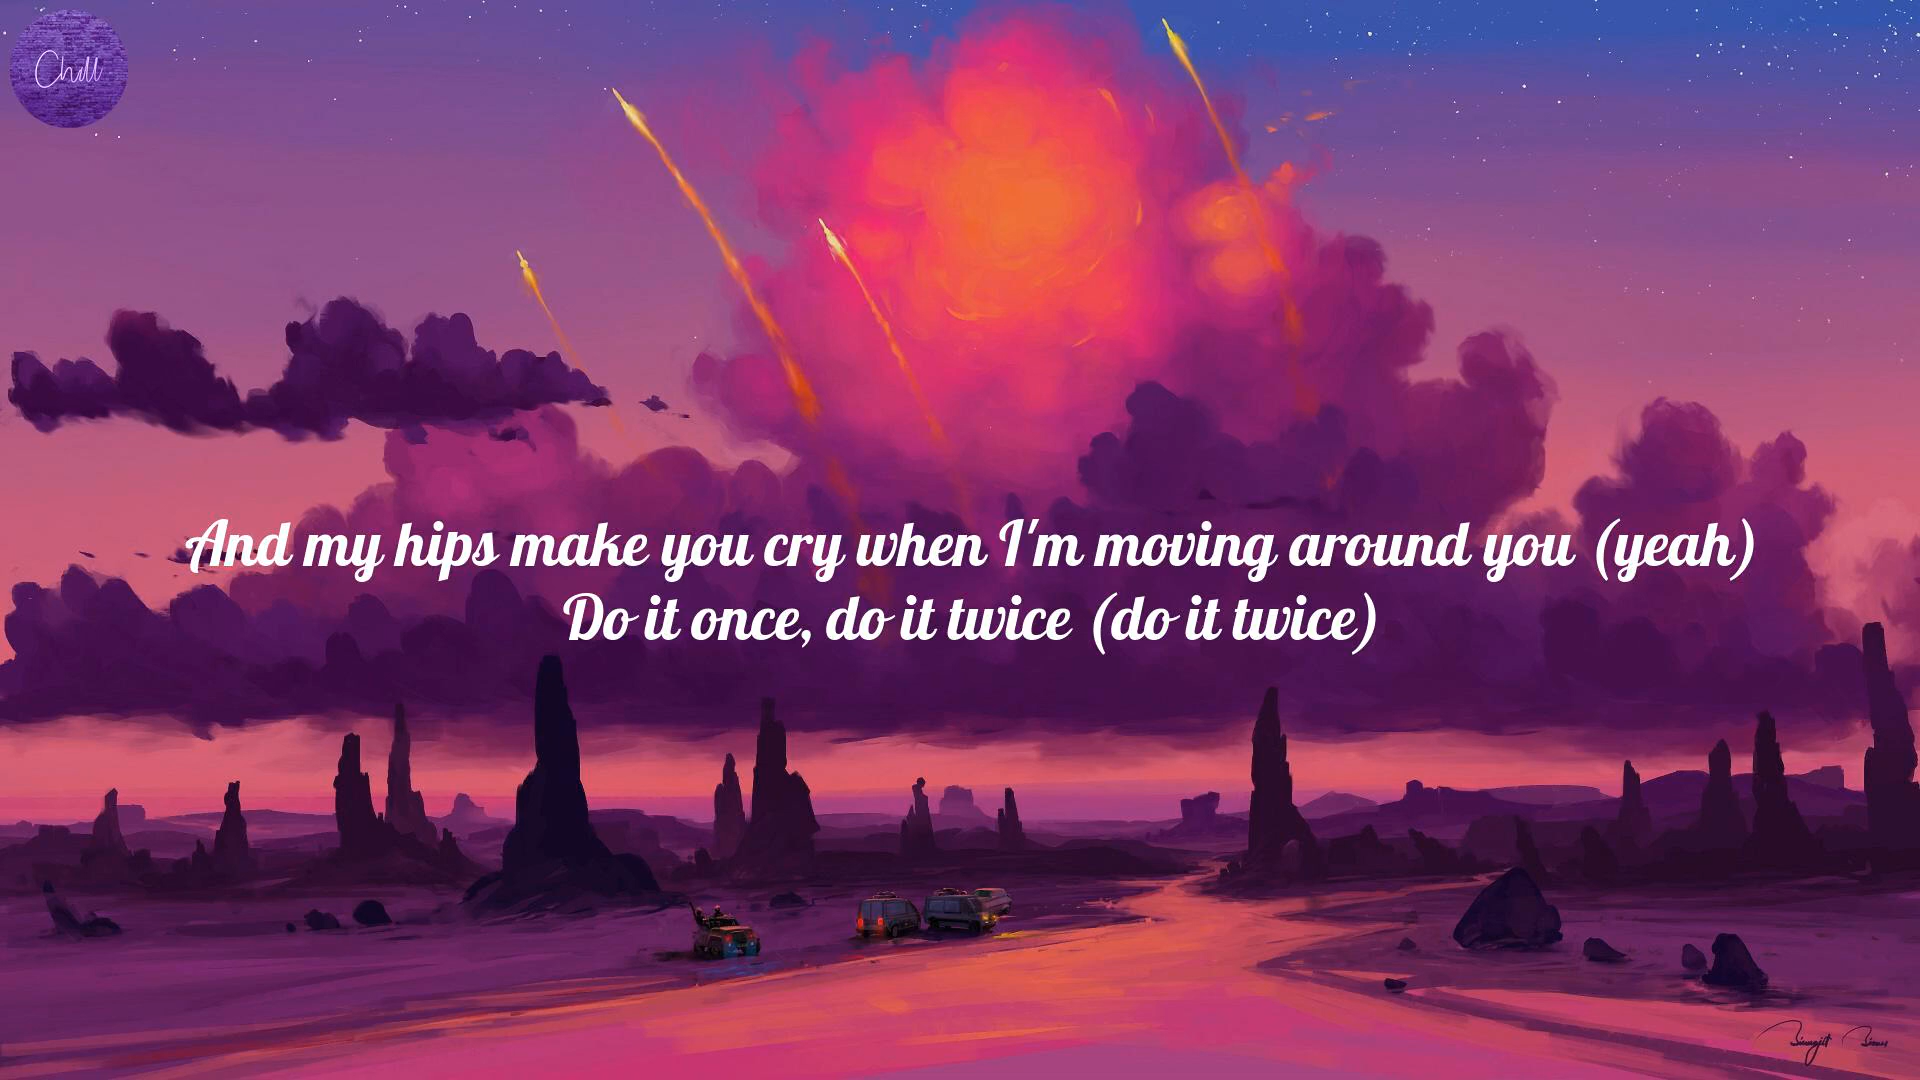 Chill
And my hips make you cry when I'm moving around you (yeah)
Do it once, do it twice (do it twice)